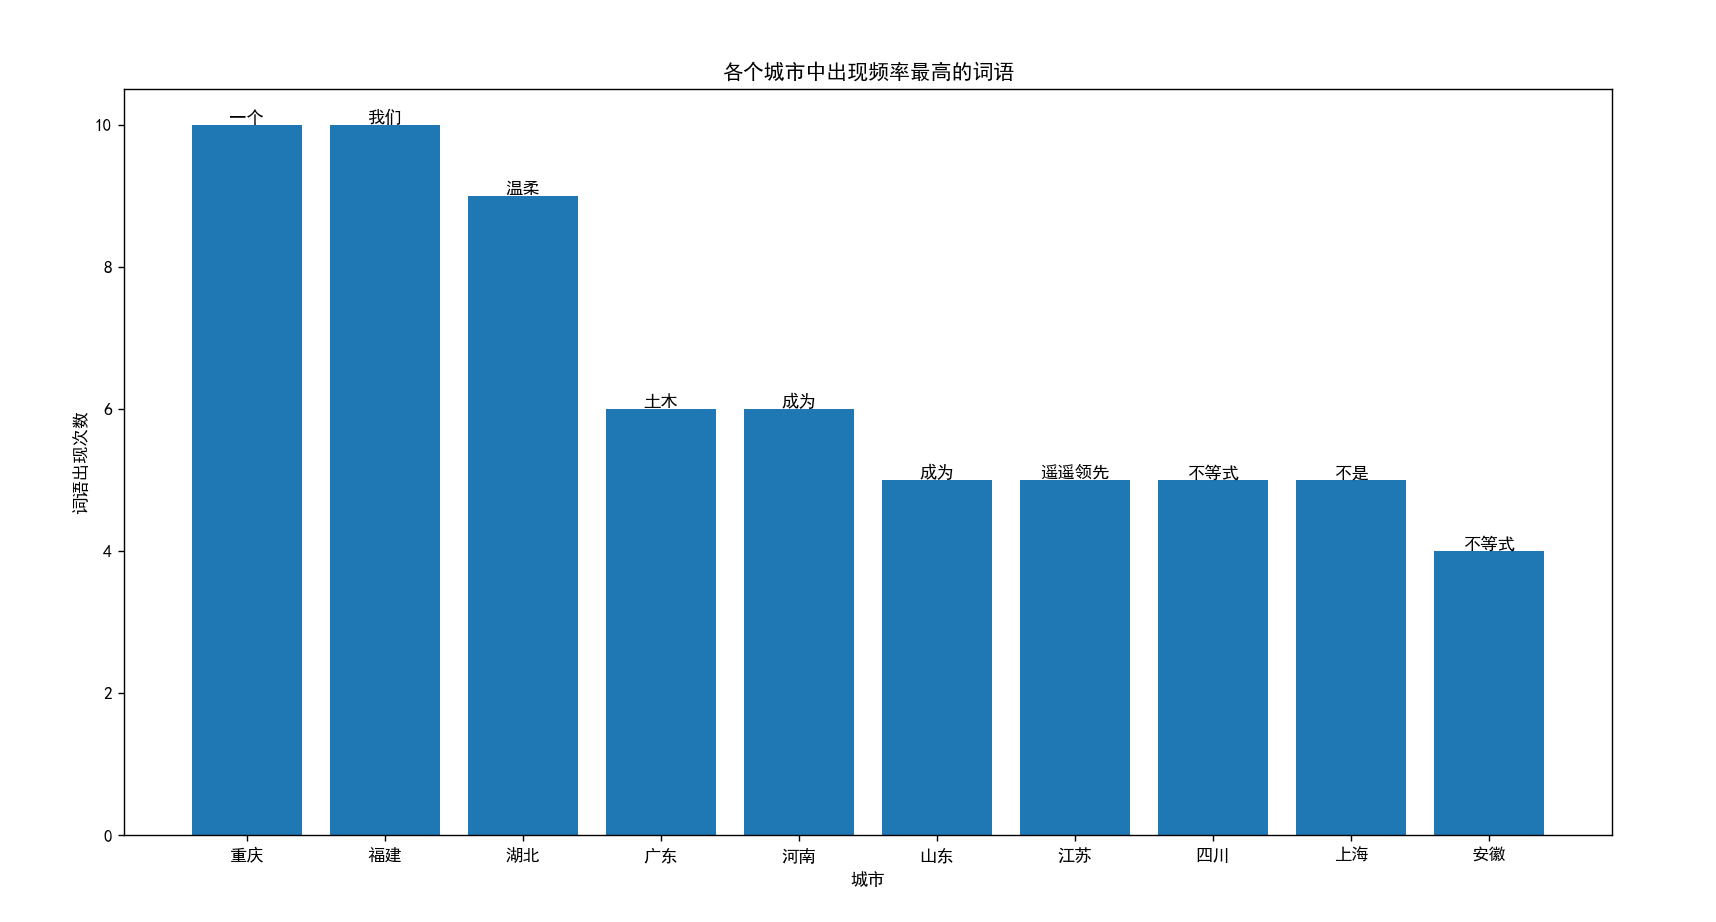 各个城市中出现频率最高的词语
10
8
6
4
2
0
词语出现次数
一个
我们
温柔
土木
成为
成为
遥遥领先
不等式
不是
不等式
重庆
福建
湖北
广东
河南
山东
江苏
四川
上海
安徽
城市